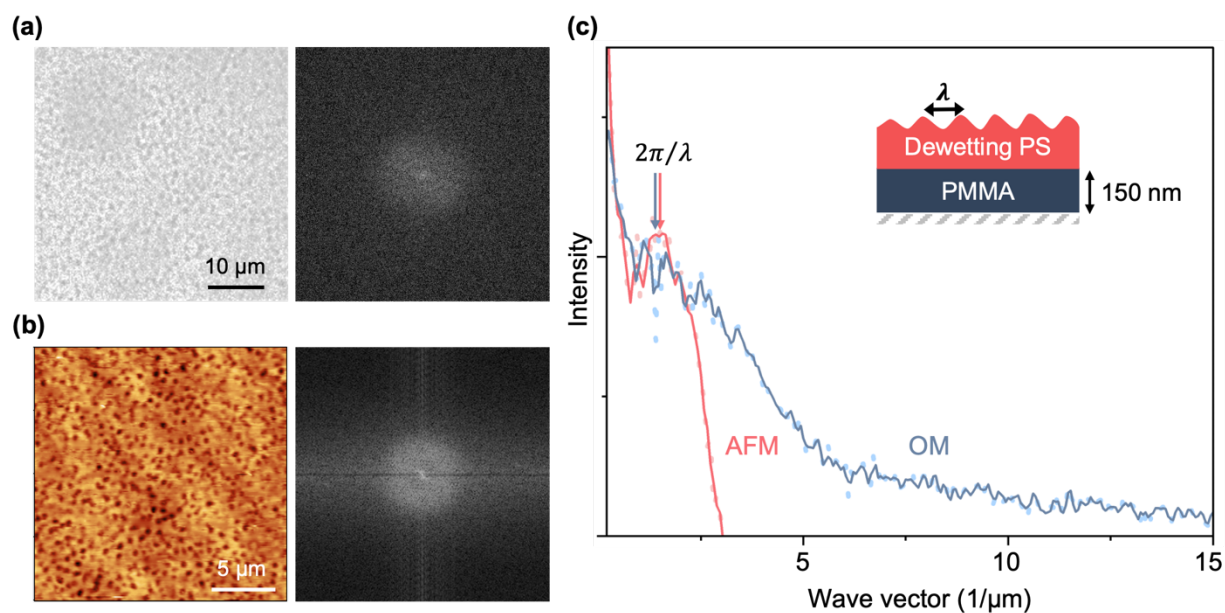 (a)
10 µm
(b)
5 µm
(c)
Intensity
2π/λ
λ
Dewetting PS
PMMA
150 nm
AFM
OM
5
10
15
Wave vector (1/µm)